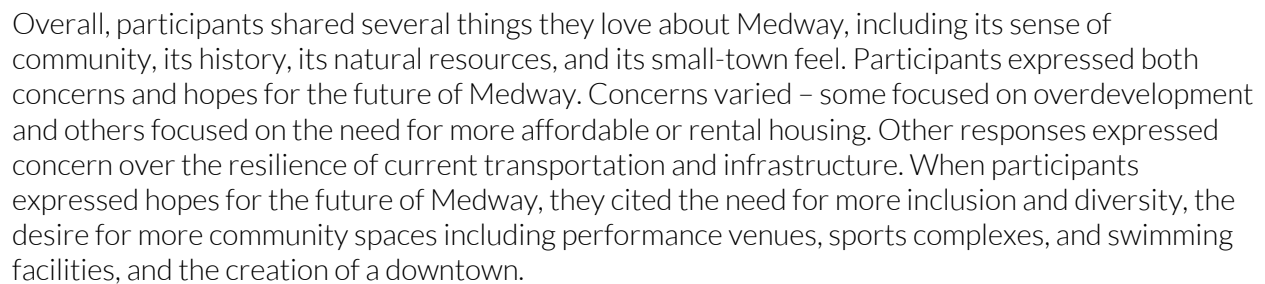 Overall, participants shared several things they love about Medway, including its sense of
community, its history, its natural resources, and its small-town feel. Participants expressed both
concerns and hopes for the future of Medway. Concerns varied – some focused on overdevelopment
and others focused on the need for more affordable or rental housing. Other responses expressed
concern over the resilience of current transportation and infrastructure. When participants
expressed hopes for the future of Medway, they cited the need for more inclusion and diversity, the
desire for more community spaces including performance venues, sports complexes, and swimming
facilities, and the creation of a downtown.